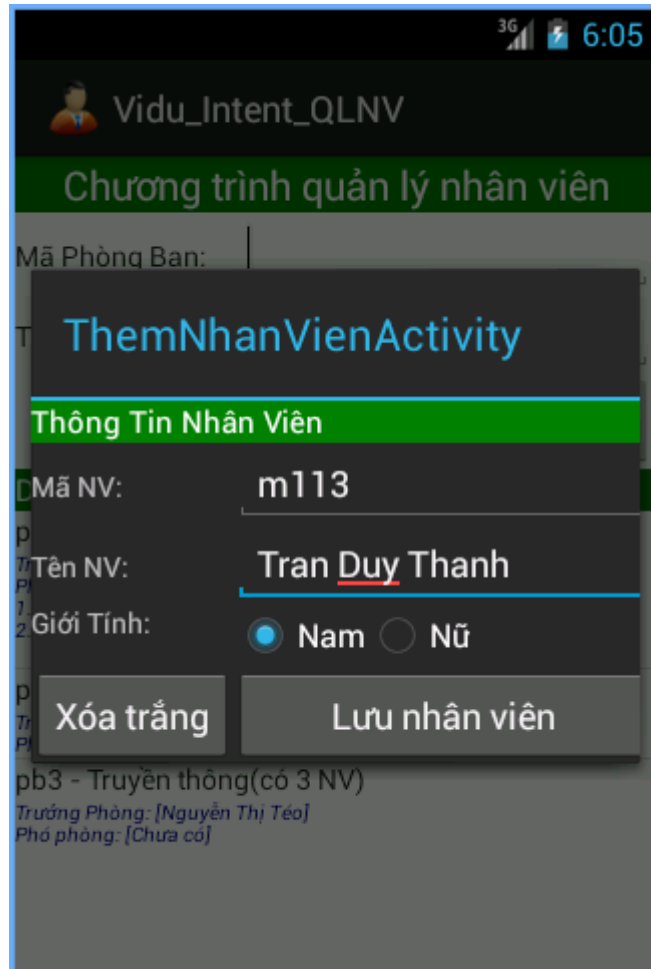 3G 6:05
Vidu_Intent_QLNV
Chương trình quản lý nhân viên
Mã Phòng Ban:
ThemNhanVienActivity
Thông Tin Nhân Viên
Mã NV: m113
Tên NV: Tran Duy Thanh
Giới Tính: Nam Nữ
Xóa trắng Lưu nhân viên
pb3 - Truyền thông(có 3 NV)
Trưởng Phòng: [Nguyễn Thị Téo]
Phó phòng: [Chưa có]